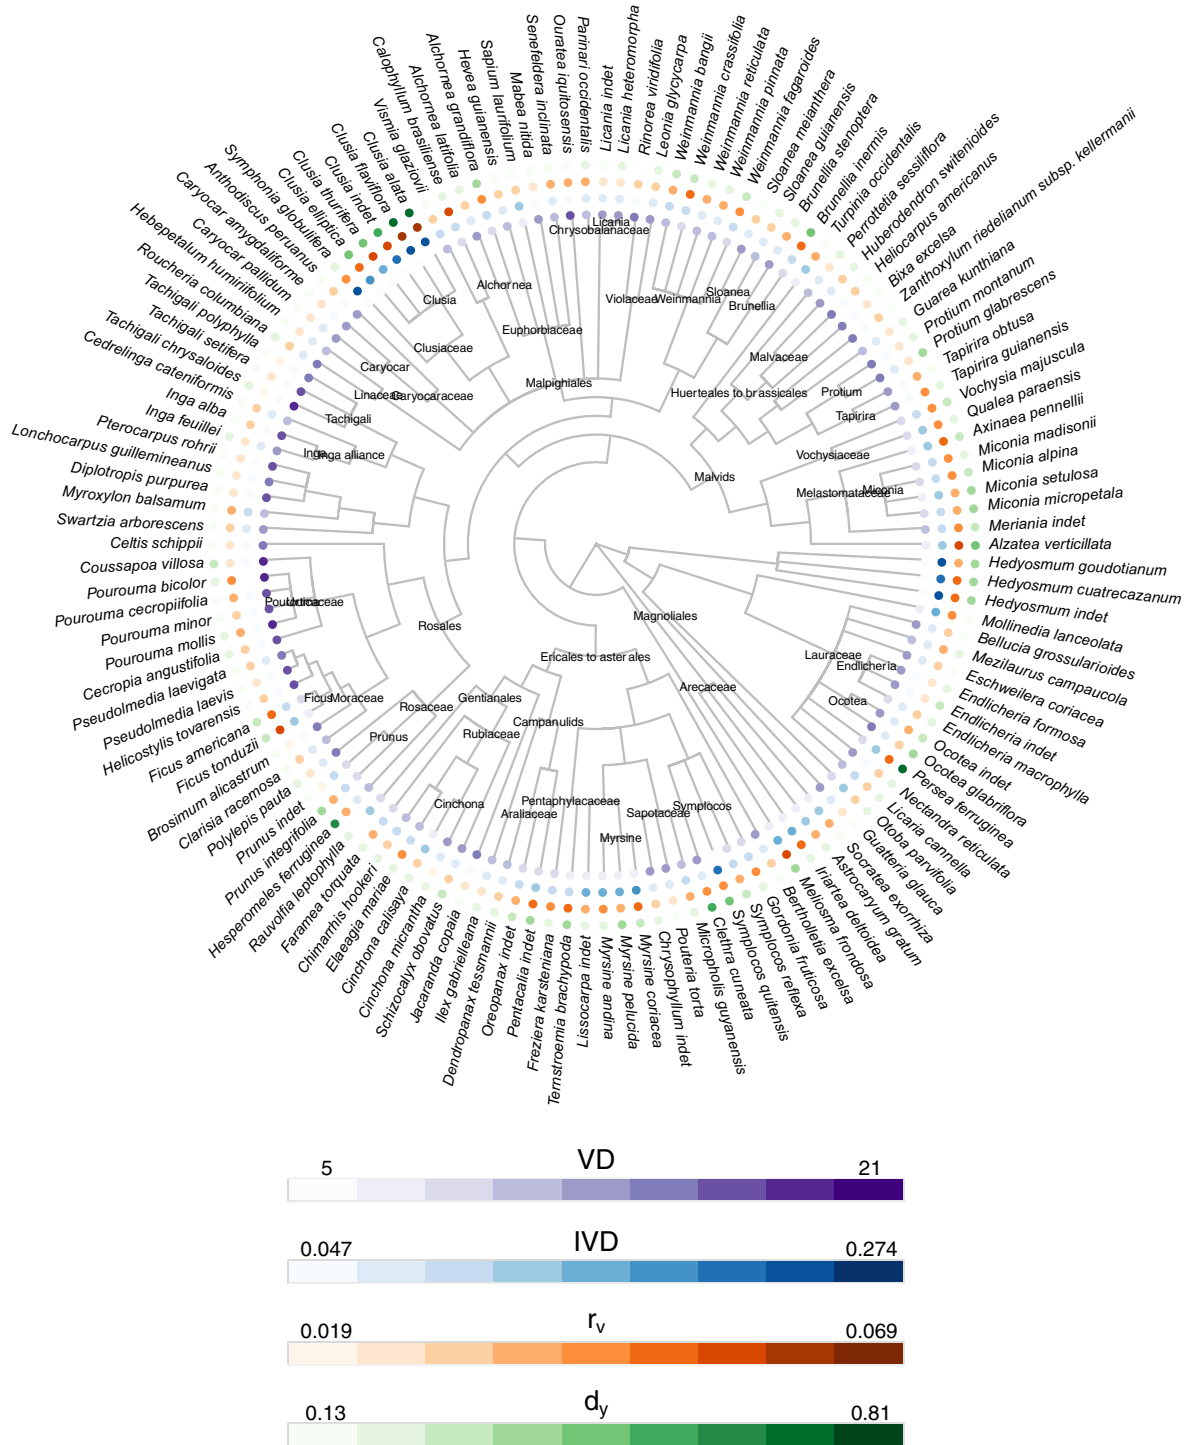 Calophyllum brasiliense
Alchornea latifolia
Alchornea grandiflora
Hevea guianensis
Sapium laurifolium
Mabea nitida
Senefeldera inclinata
Ouratea iquitosensis
Parinari occidentalis
Licania indet
Licania heteromorpha
Rinorea viridifolia
Leonia glycycarpa
Weinmannia bangii
Weinmannia crassifolia
Weinmannia reticulata
Weinmannia pinnata
Weinmannia fagaroides
Sloanea meianthera
Sloanea guianensis
Brunellia stenoptera
Brunellia inermis
Turpinia occidentalis
Perrottetia sessiliflora
Huberodendron switenioides
Heliocarpus americanus
Bixa excelsa
Zanthoxylum riedelianum subsp. kellermanii
Guarea kunthiana
Protium montanum
Protium glabrescens
Tapirira obtusa
Tapirira guianensis
Vochysia majuscula
Qualea paraensis
Axinaea pennellii
Miconia madisonii
Miconia alpina
Miconia setulosa
Miconia micropetala
Meriania indet
Alzatea verticillata
Hedyosmum goudotianum
Hedyosmum cuatrecazanum
Hedyosmum indet
Mollinedia lanceolata
Bellucia grossularioides
Mezilaurus campaucola
Eschweilera coriacea
Endlicheria formosa
Endlicheria indet
Endlicheria macrophylla
Ocotea indet
Ocotea glabriflora
Persea ferruginea
Nectandra reticulata
Licaria cannella
Otoba parvifolia
Guatteria glauca
Socratea exorrhiza
Astrocaryum gratum
Iriartea deltoidea
Meliosma frondosa
Bertholletia excelsa
Gordonia fruticosa
Symplocos reflexa
Symplocos quitensis
Clethra cuneata
Micropholis guyanensis
Pouteria torta
Chrysophyllum indet
Myrsine coriacea
Myrsine pelucida
Myrsine andina
Lissocarpa indet
Ternstroemia brachypoda
Freziera karsteniana
Pentacalia indet
Oreopanax indet
Dendropanax tessmannii
Ilex gabrielleana
Jacaranda copaia
Schizocalyx obovatus
Cinchona micrantha
Cinchona calisaya
Elaeagia mariae
Chimarrhis hookeri
Faramea torquata
Rauvolfia leptophylla
Hesperomeles ferruginea
Prunus integrifolia
Prunus indet
Polylepis pauta
Clarisia racemosa
Brosimum alicastrum
Ficus tonduzii
Ficus americana
Helicostylis tovarensis
Pseudolmedia laevis
Pseudolmedia laevigata
Cecropia angustifolia
Pourouma mollis
Pourouma minor
Pourouma cecropiifolia
Pourouma bicolor
Coussapoa villosa
Celtis schippii
Swartzia arborescens
Myroxylon balsamum
Diplotropis purpurea
Lonchocarpus guillemineanus
Pterocarpus rohrii
Inga feuillei
Inga alba
Cedrelinga cateniformis
Tachigali chrysaloides
Tachigali setifera
Tachigali polyphylla
Roucheria columbiana
Hebepetalum humiriifolium
Caryocar pallidum
Caryocar amygdaliforme
Anthodiscus peruanus
Symphonia globulifera
Clusia elliptica
Clusia thurifera
Clusia indet
Clusia flaviflora
Clusia alata
Vismia glaziovii
Licania
Chrysobalanaceae
Alchornea
Clusia
Violaceae
Weinmannia
Sloanea
Brunellia
Euphorbiaceae
Clusiaceae
Malvaceae
Caryocar
Malpighiales
Linaceae
Caryocaraceae
Huerteales to brassicales
Protium
Tachigali
Tapirira
Inga
Inga alliance
Vochysiaceae
Malvids
Melastomataceae
Miconia
Urticaceae
Rosales
Magnoliales
Ericales to asterales
Lauraceae
Endlicheria
Arecaceae
Ocotea
Ficus
Moraceae
Rosaceae
Gentianales
Campanulids
Rubiaceae
Prunus
Cinchona
Pentaphylacaceae
Araliaceae
Sapotaceae
Symplocos
Myrsine
VD
5 21
IVD
0.047 0.274
rv
0.019 0.069
dy
0.13 0.81